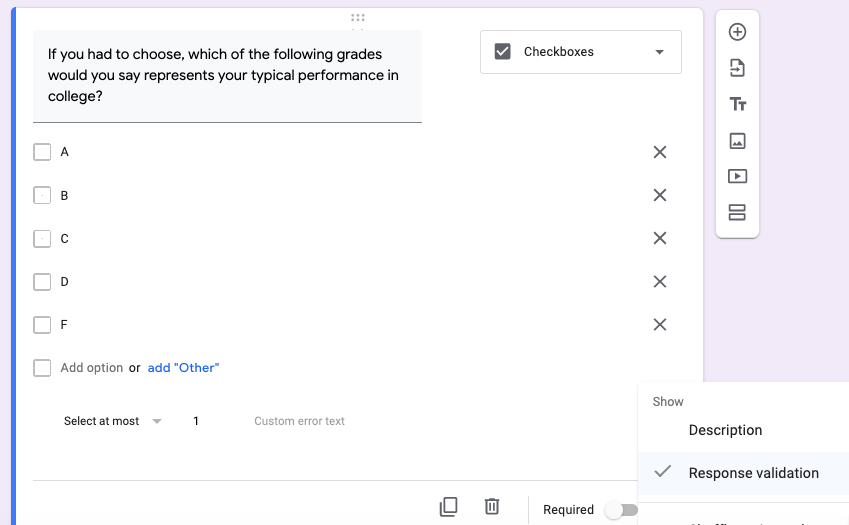 If you had to choose, which of the following grades
would you say represents your typical performance in
college?
Checkboxes
A
B
C
D
F
Add option or add "Other"
Select at most 1 Custom error text
Show
Description
Response validation
Required